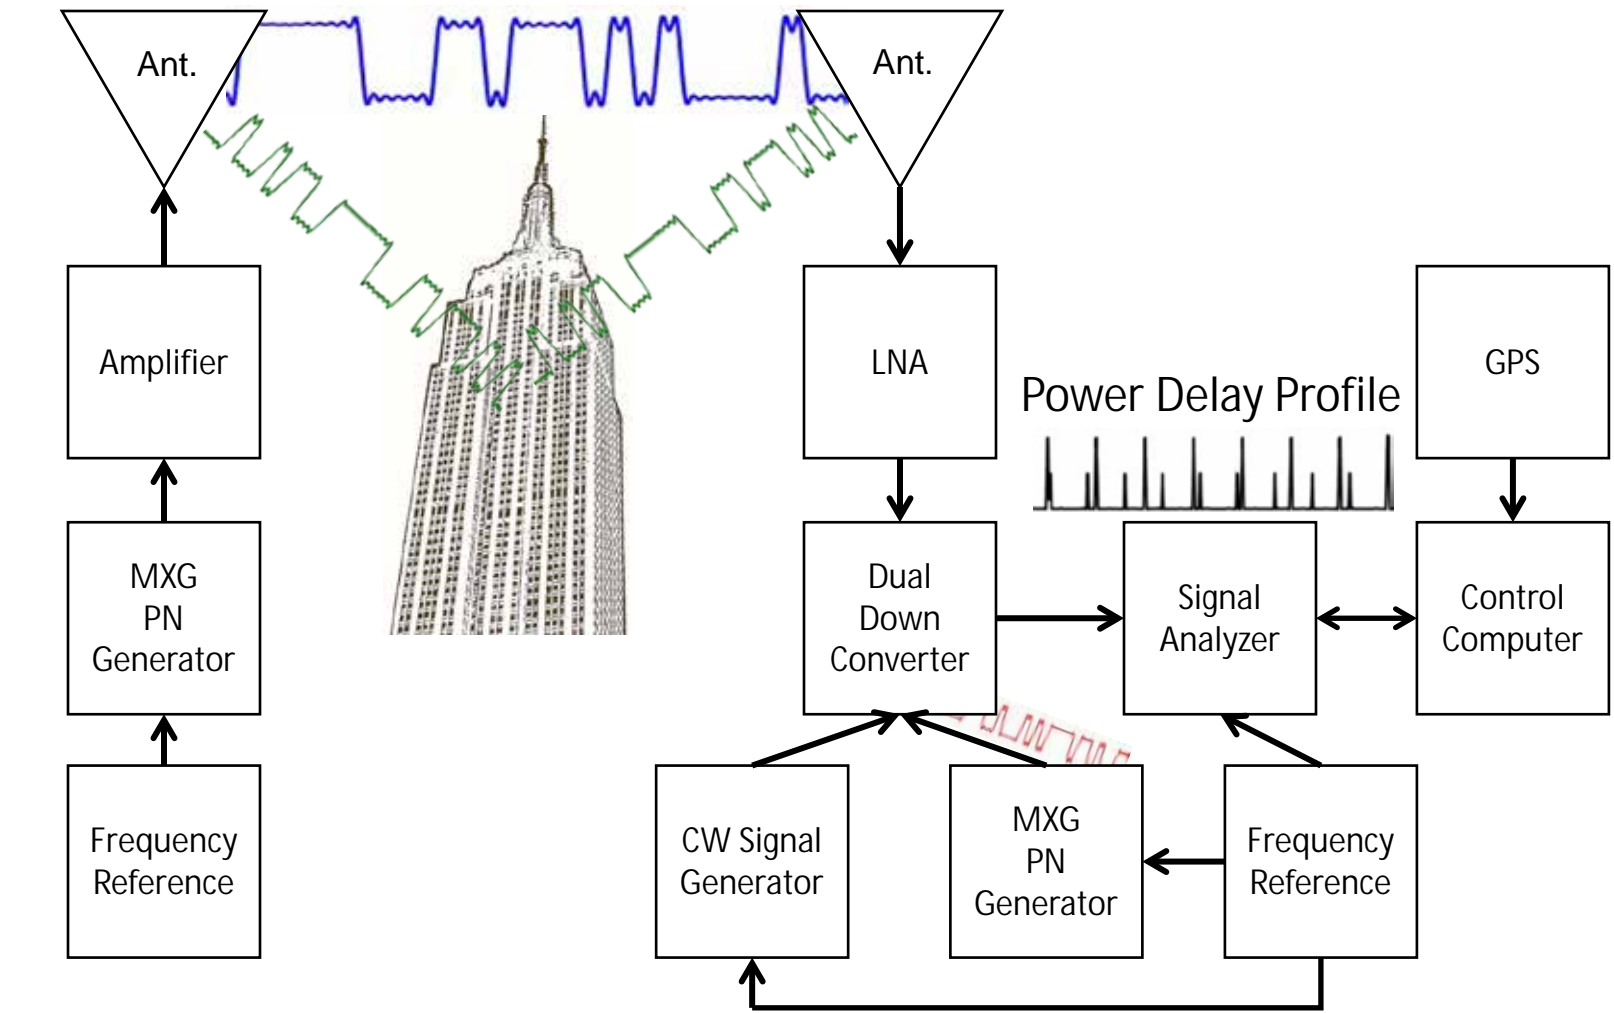 Ant.
Ant.
Amplifier
LNA
GPS
Power Delay Profile
MXG
PN
Generator
Dual
Down
Converter
Signal
Analyzer
Control
Computer
Frequency
Reference
CW Signal
Generator
MXG
PN
Generator
Frequency
Reference